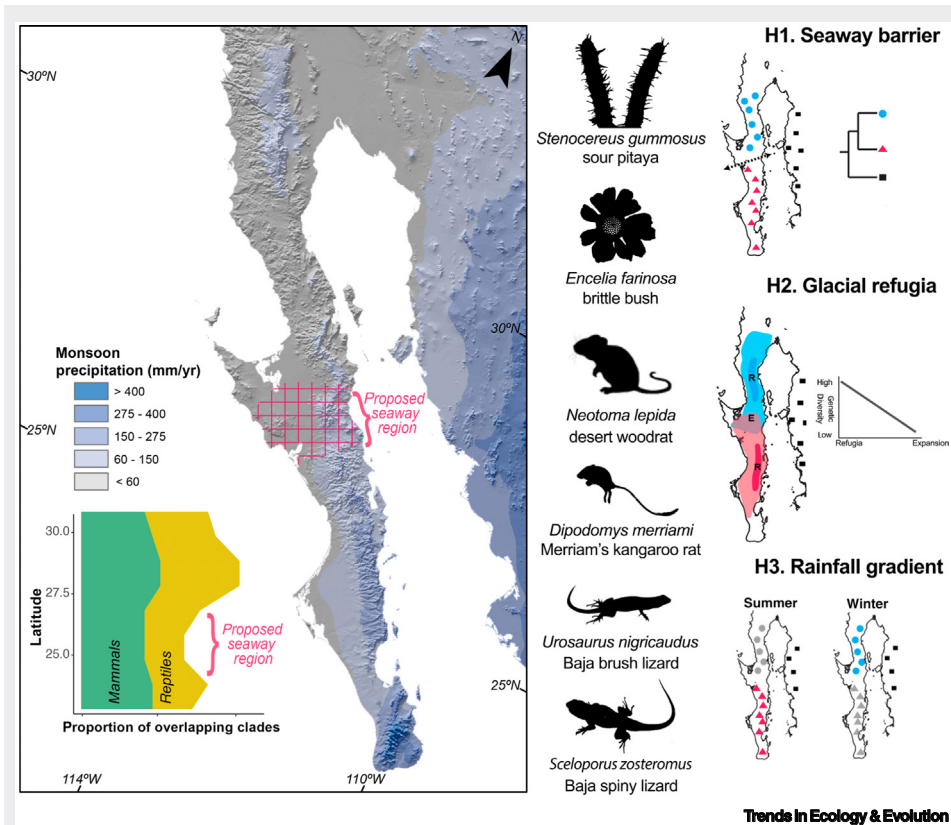 N
30ºN
30ºN
25ºN
25ºN
114ºW
110ºW
Monsoon
precipitation (mm/yr)
> 400
275 - 400
150 - 275
60 - 150
< 60
Proposed
seaway
region
Latitude
30.0
27.5
25.0
Mammals
Reptiles
Proposed
seaway
region
Proportion of overlapping clades
Stenocereus gummosus
sour pitaya
Encelia farinosa
brittle bush
Neotoma lepida
desert woodrat
Dipodomys merriami
Merriam's kangaroo rat
Urosaurus nigricaudus
Baja brush lizard
Sceloporus zosteromus
Baja spiny lizard
H1. Seaway barrier
H2. Glacial refugia
R
E
R
High
Genetic
Diversity
Low
Refugia
Expansion
H3. Rainfall gradient
Summer
Winter
Trends in Ecology & Evolution